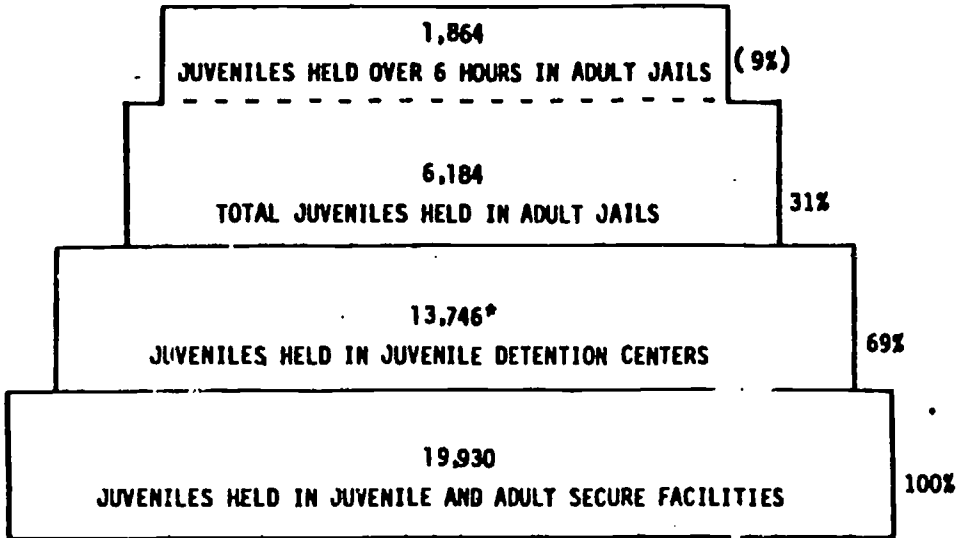 1,864
JUVENILES HELD OVER 6 HOURS IN ADULT JAILS (9%)
6,184
TOTAL JUVENILES HELD IN ADULT JAILS 31%
13,746*
JUVENILES HELD IN JUVENILE DETENTION CENTERS 69%
19,930
JUVENILES HELD IN JUVENILE AND ADULT SECURE FACILITIES 100%